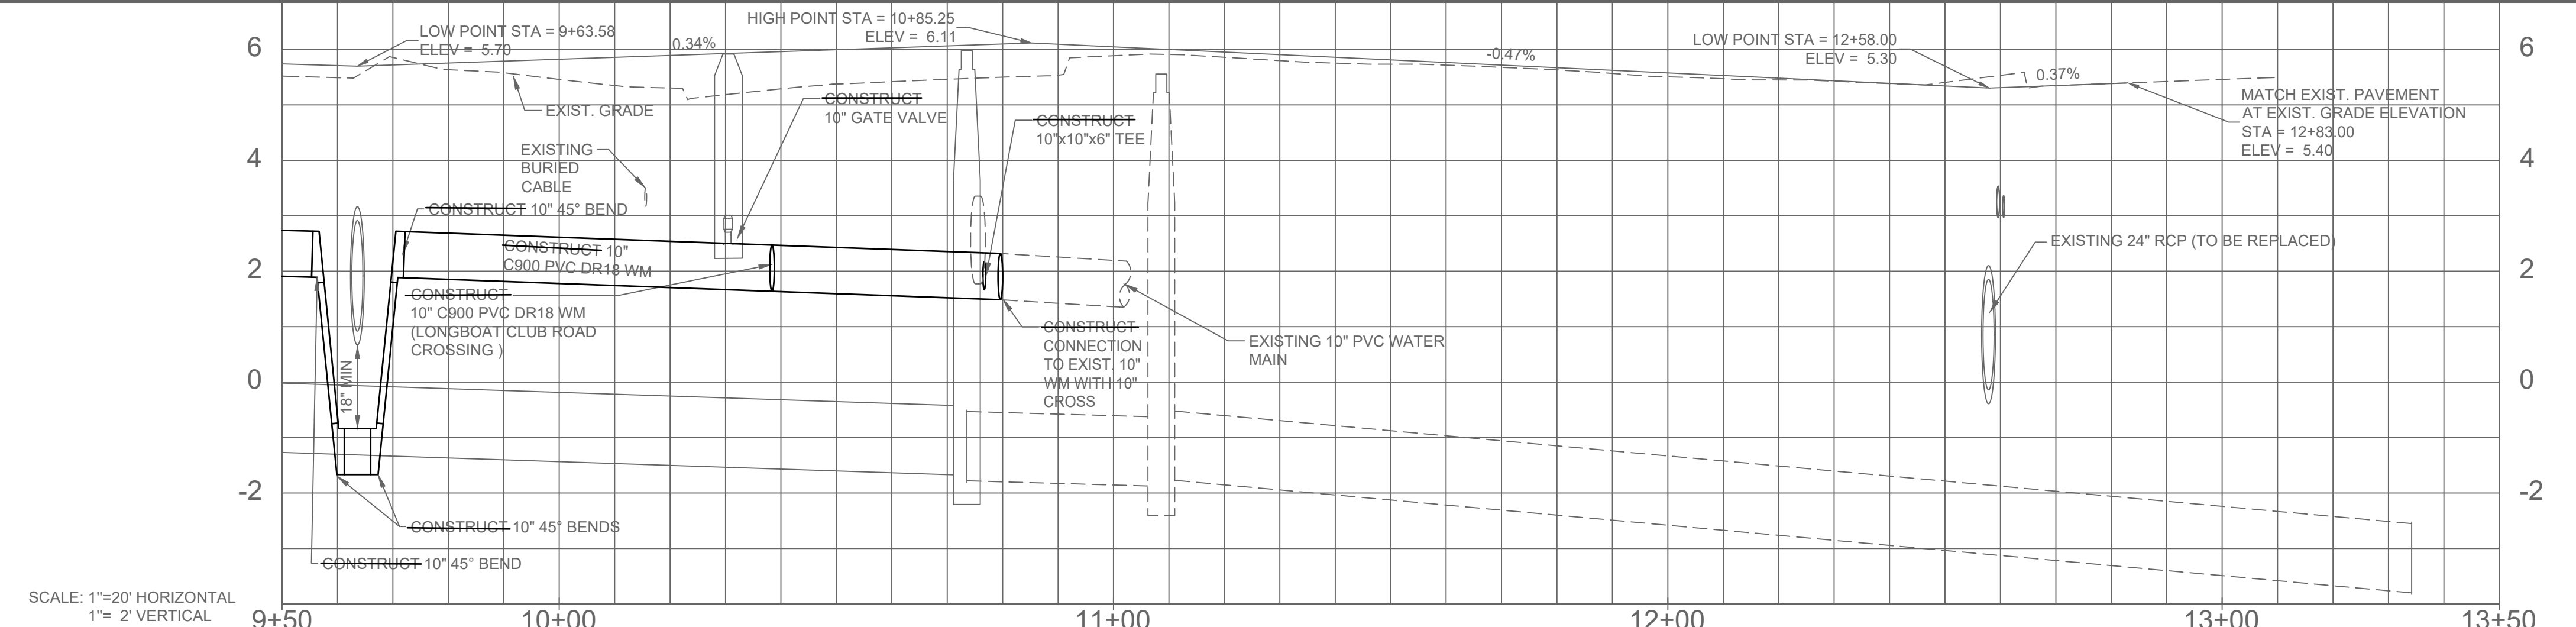 HIGH POINT STA = 10+85.25
ELEV = 6.11
LOW POINT STA = 9+63.58
ELEV = 5.70
0.34%
-0.47%
LOW POINT STA = 12+58.00
ELEV = 5.30
0.37%
6
6
MATCH EXIST. PAVEMENT
AT EXIST. GRADE ELEVATION
STA = 12+83.00
ELEV = 5.40
EXIST. GRADE
CONSTRUCT
10" GATE VALVE
CONSTRUCT
10"x10"x6" TEE
EXISTING
BURIED
CABLE
4
4
CONSTRUCT 10" 45° BEND
CONSTRUCT 10"
C900 PVC DR18 WM
EXISTING 24" RCP (TO BE REPLACED)
2
2
CONSTRUCT
10" C900 PVC DR18 WM
(LONGBOAT CLUB ROAD
CROSSING )
CONSTRUCT
CONNECTION
TO EXIST. 10"
WM WITH 10"
CROSS
EXISTING 10" PVC WATER
MAIN
18" MIN
0
0
-2
-2
CONSTRUCT 10" 45° BENDS
CONSTRUCT 10" 45° BEND
SCALE: 1"=20' HORIZONTAL
1"= 2' VERTICAL
9+50
10+00
11+00
12+00
13+00
13+50